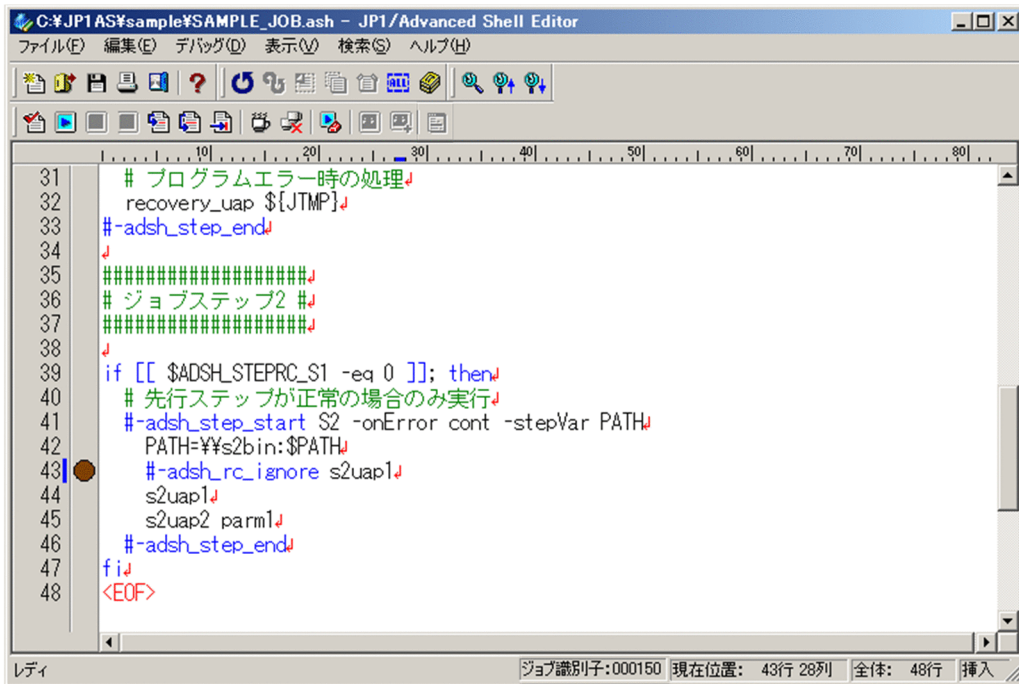 C:¥JP1AS¥sample¥SAMPLE_JOB.ash - JP1/Advanced Shell Editor
ファイル(F) 編集(E) デバッグ(D) 表示(V) 検索(S) ヘルプ(H)
ALL
10 20 30 40 50 60 70 80
31 # プログラムエラー時の処理
32 recovery_uap ${JTMP}
33 #-adsh_step_end
34
35 ###################
36 # ジョブステップ2 #
37 ###################
38
39 if [[ $ADSH_STEPRC_S1 -eq 0 ]]; then
40 # 先行ステップが正常の場合のみ実行
41 #-adsh_step_start S2 -onError cont -stepVar PATH
42 PATH=¥¥s2bin:$PATH
43 #-adsh_rc_ignore s2uap1
44 s2uap1
45 s2uap2 parm1
46 #-adsh_step_end
47 fi
48 <EOF>
レディ ジョブ識別子:000150 現在位置: 43行 28列 全体: 48行 挿入